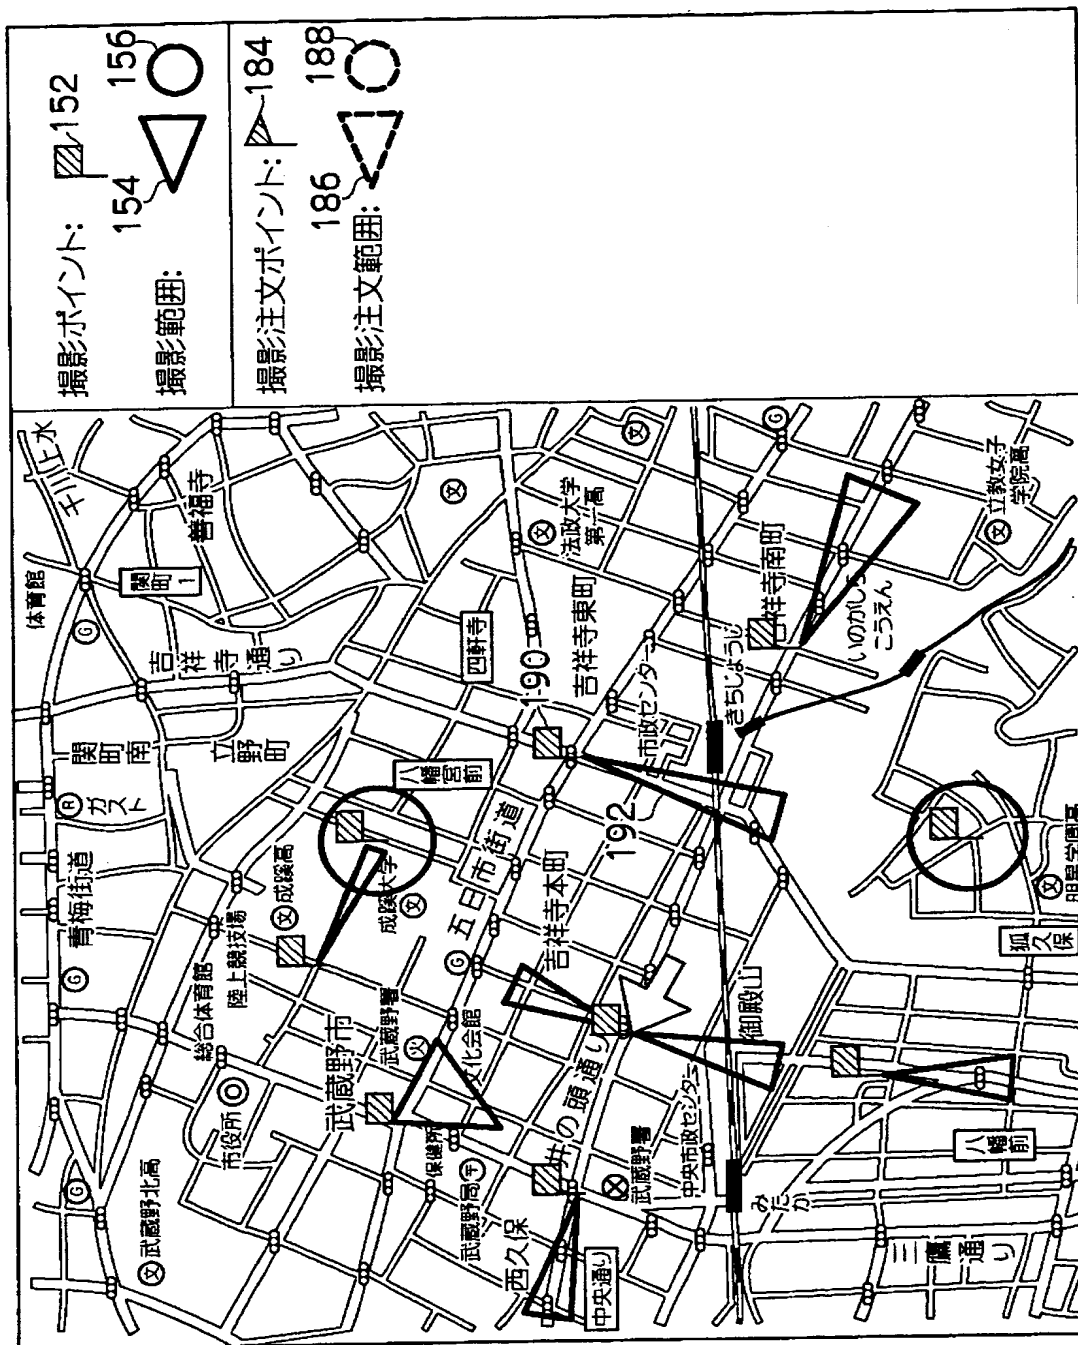 撮影ポイント:
152
撮影範囲:
154
156
撮影注文ポイント:
184
撮影注文範囲:
186
188
千川上水
善福寺
体育館
関町1
吉祥寺通り
関町南
立野町
ガスト
青梅街道
四軒寺
法政大学
第一高
吉祥寺東町
190
八幡宮前
成蹊高
成蹊大学
五日市街道
192
市政センター
きちじょうじ
吉祥寺南町
いのかしら
こうえん
立教女子
学院高
吉祥寺本町
陸上競技場
総合体育館
武蔵野市
武蔵野署
文化会館
市役所
武蔵野北高
保健所
武蔵野局
井の頭通り
御殿山
明星学園高
狐久保
中央市政センター
武蔵野署
西久保
中央通り
みたか
八幡前
三鷹通り